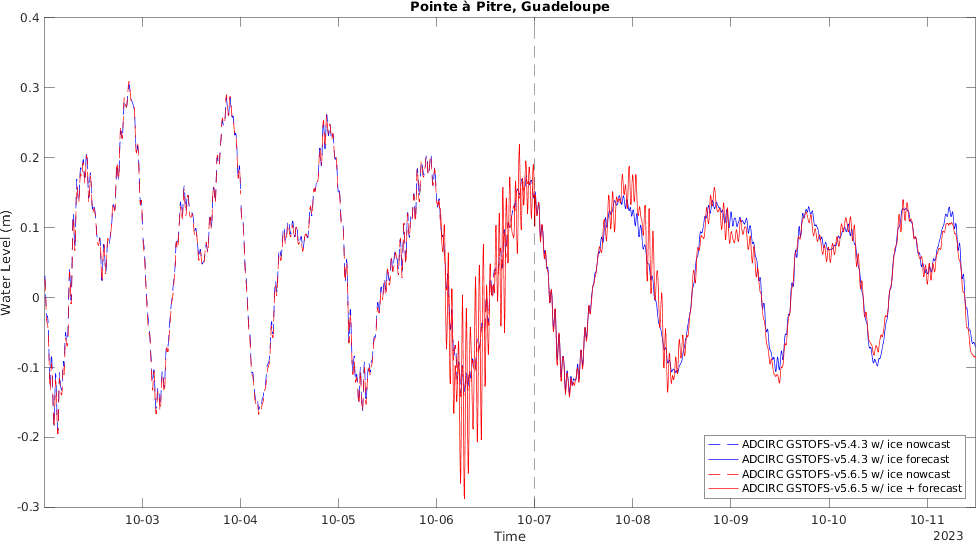 Pointe à Pitre, Guadeloupe
0.4
0.3
0.2
0.1
0
-0.1
-0.2
-0.3
Water Level (m)
ADCIRC GSTOFS-v5.4.3 w/ ice nowcast
ADCIRC GSTOFS-v5.4.3 w/ ice forecast
ADCIRC GSTOFS-v5.6.5 w/ ice nowcast
ADCIRC GSTOFS-v5.6.5 w/ ice + forecast
10-03 10-04 10-05 10-06 10-07 10-08 10-09 10-10 10-11
2023
Time